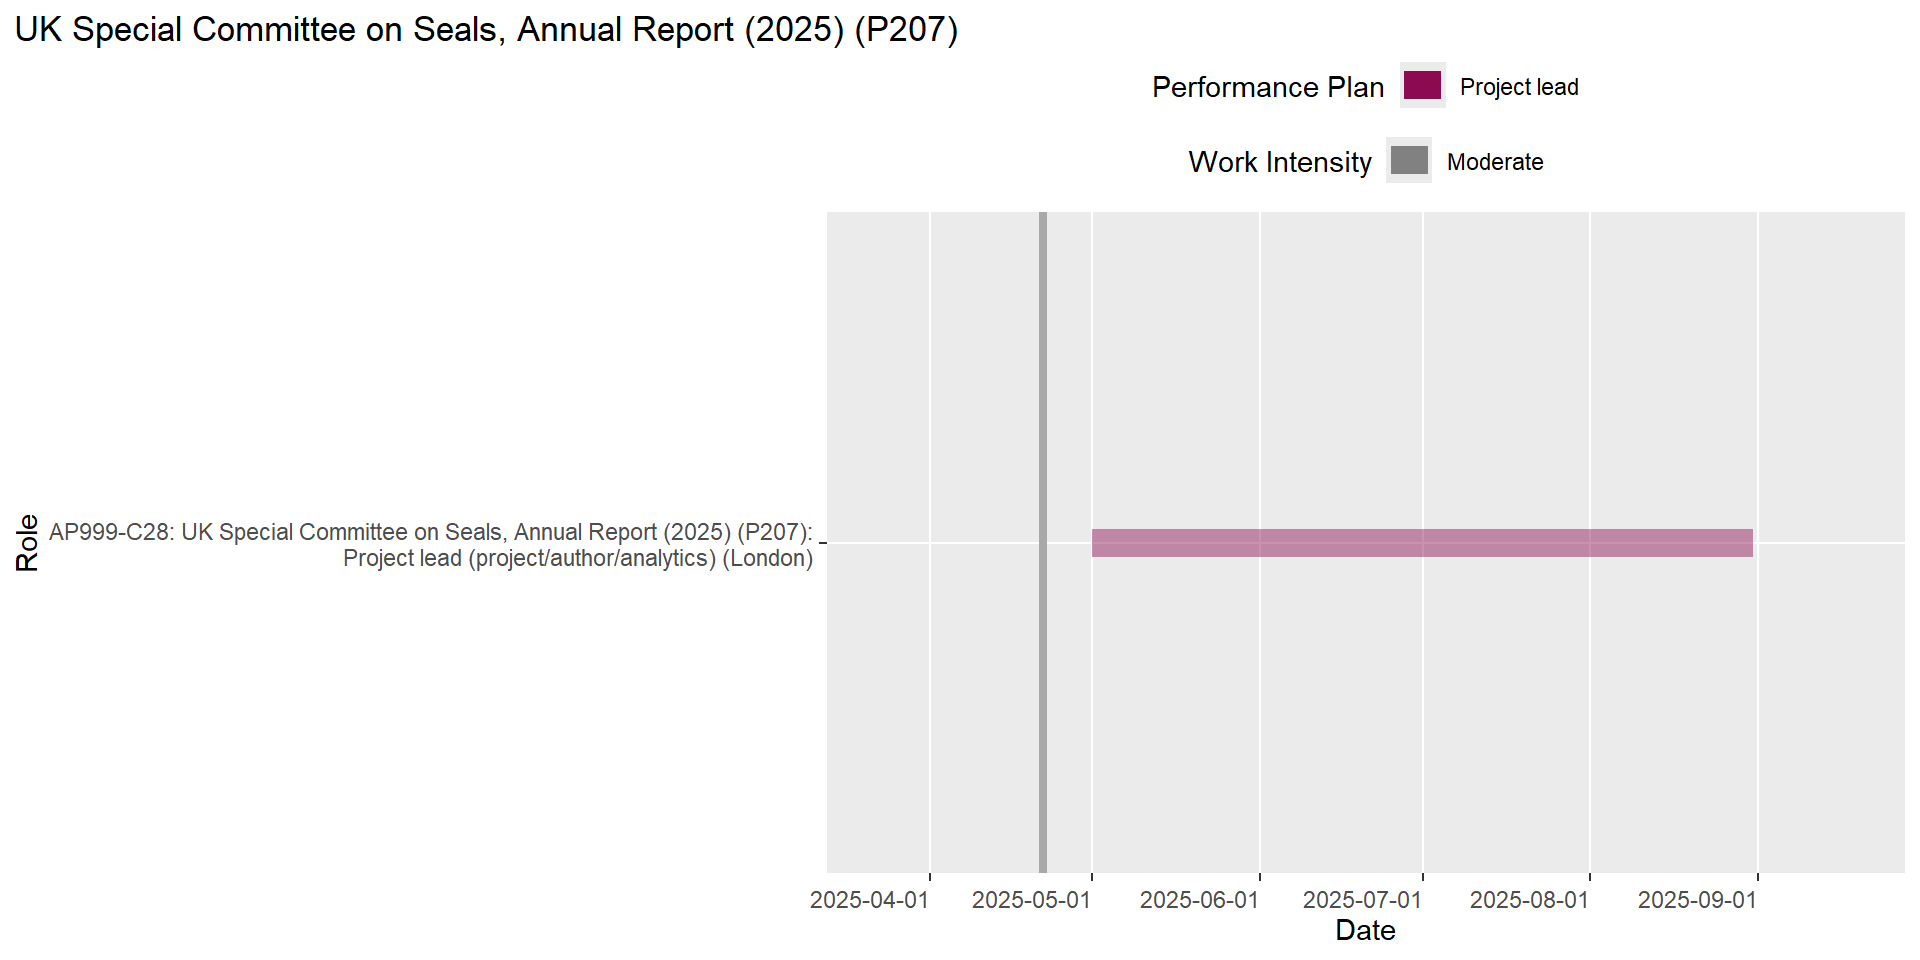 UK Special Committee on Seals, Annual Report (2025) (P207)
Performance Plan
Project lead
Work Intensity
Moderate
Role
AP999-C28: UK Special Committee on Seals, Annual Report (2025) (P207):
Project lead (project/author/analytics) (London)
2025-04-01
2025-05-01
2025-06-01
2025-07-01
2025-08-01
2025-09-01
Date